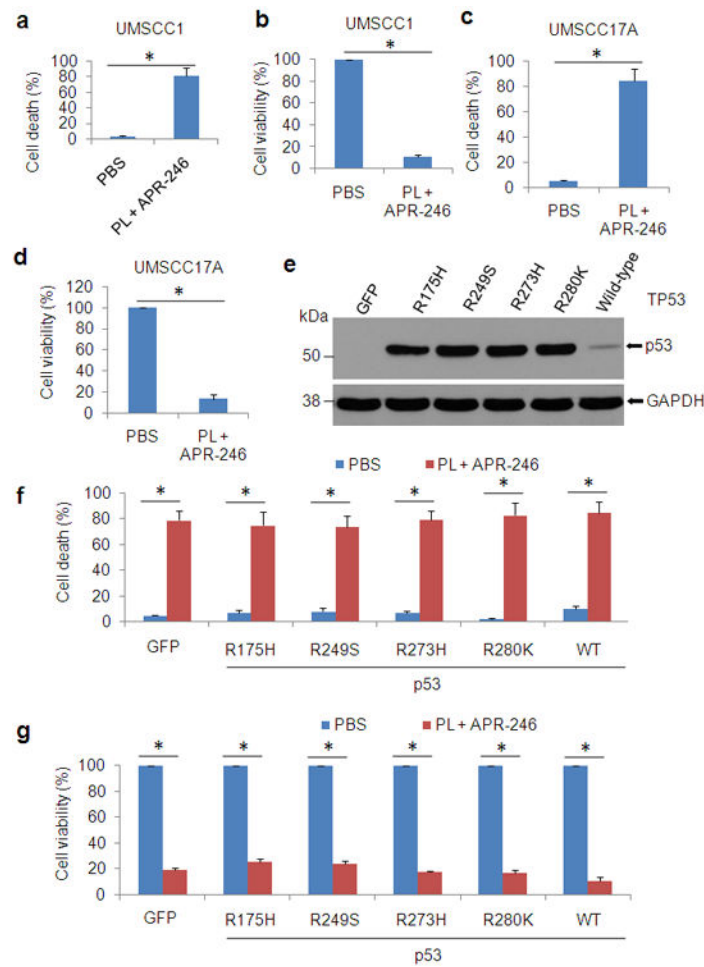 a
UMSCC1
Cell death (%)
100
80
60
40
20
0
*
PBS
PL + APR-246
b
UMSCC1
Cell viability (%)
100
80
60
40
20
0
*
PBS
PL +
APR-246
c
UMSCC17A
Cell death (%)
100
80
60
40
20
0
*
PBS
PL +
APR-246
d
UMSCC17A
Cell viability (%)
120
100
80
60
40
20
0
*
PBS
PL +
APR-246
e
GFP
R175H
R249S
R273H
R280K
Wild-type
TP53
kDa
50
p53
38
GAPDH
PBS
PL + APR-246
f
Cell death (%)
100
80
60
40
20
0
* * * * * *
GFP R175H R249S R273H R280K WT
p53
PBS
PL + APR-246
g
Cell viability (%)
100
80
60
40
20
0
* * * * * *
GFP R175H R249S R273H R280K WT
p53